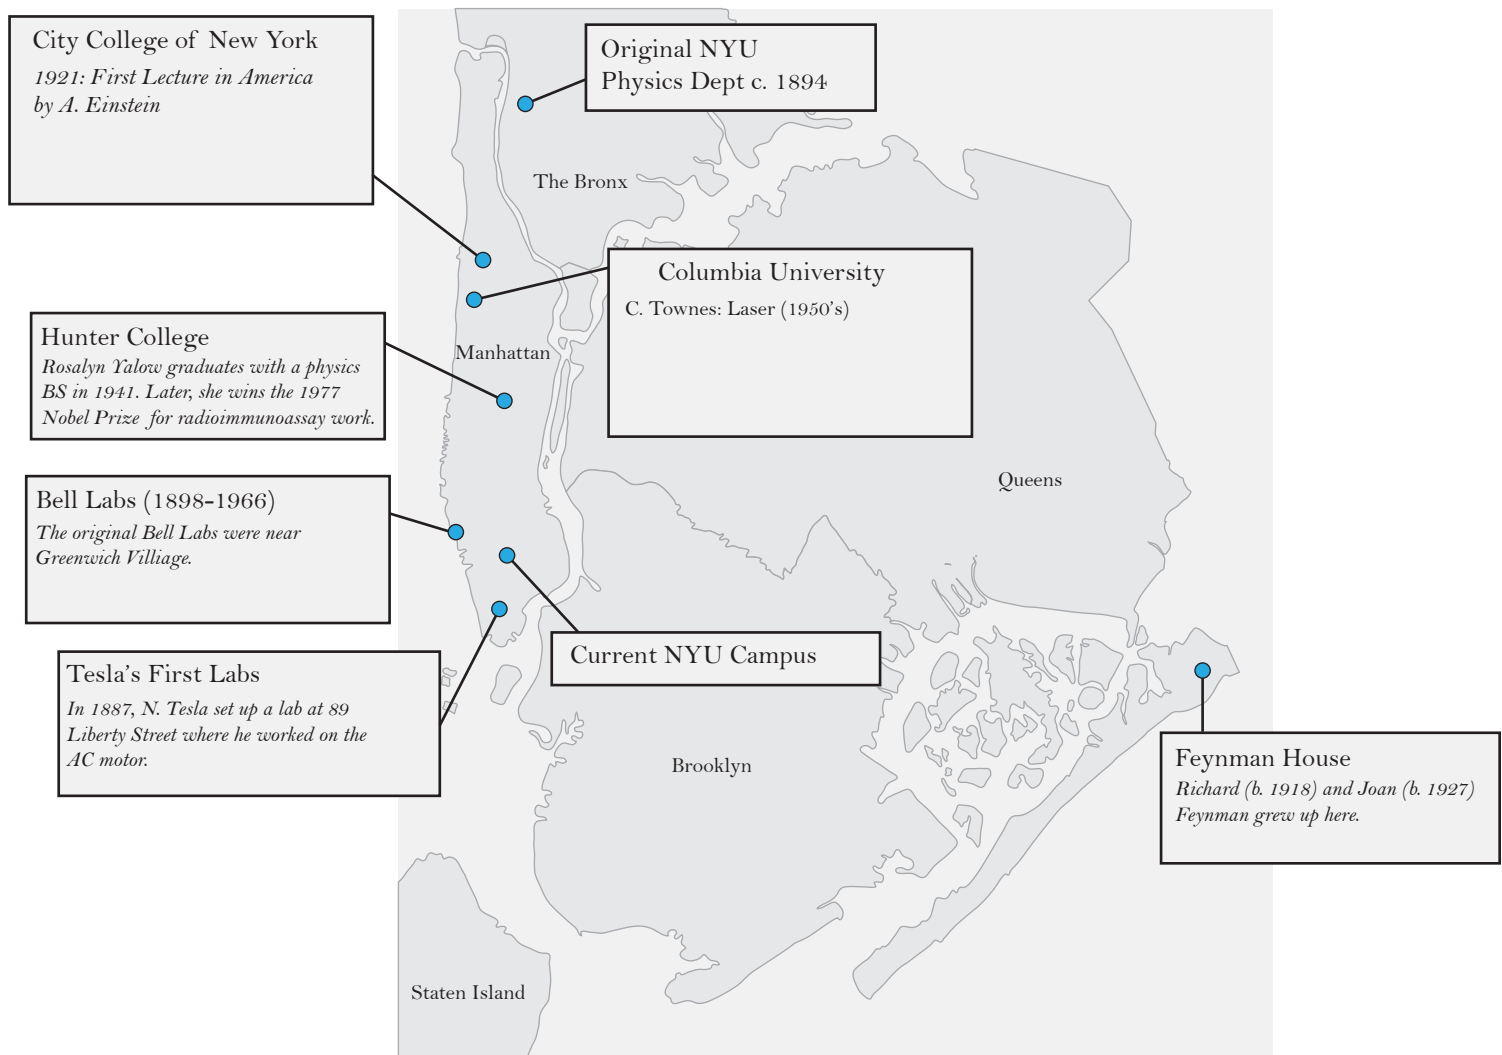 City College of New York
1921: First Lecture in America
by A. Einstein
Original NYU
Physics Dept c. 1894
The Bronx
Columbia University
C. Townes: Laser (1950's)
Hunter College
Rosalyn Yalow graduates with a physics
BS in 1941. Later, she wins the 1977
Nobel Prize for radioimmunoassay work.
Manhattan
Queens
Bell Labs (1898-1966)
The original Bell Labs were near
Greenwich Villiage.
Current NYU Campus
Tesla's First Labs
In 1887, N. Tesla set up a lab at 89
Liberty Street where he worked on the
AC motor.
Brooklyn
Feynman House
Richard (b. 1918) and Joan (b. 1927)
Feynman grew up here.
Staten Island